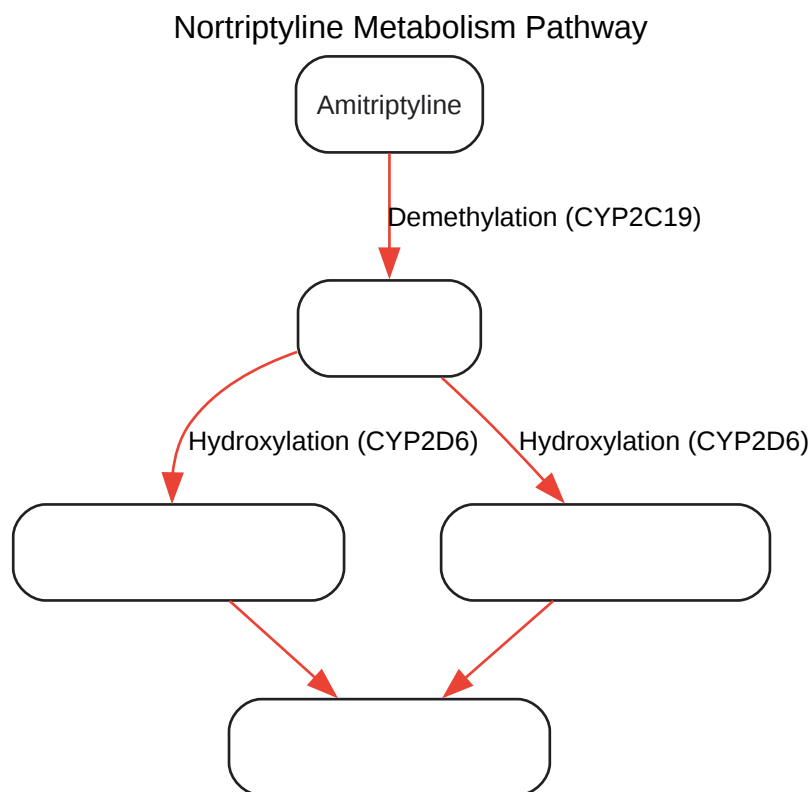 Nortriptyline Metabolism Pathway
Amitriptyline
Demethylation (CYP2C19)
Hydroxylation (CYP2D6)
Hydroxylation (CYP2D6)